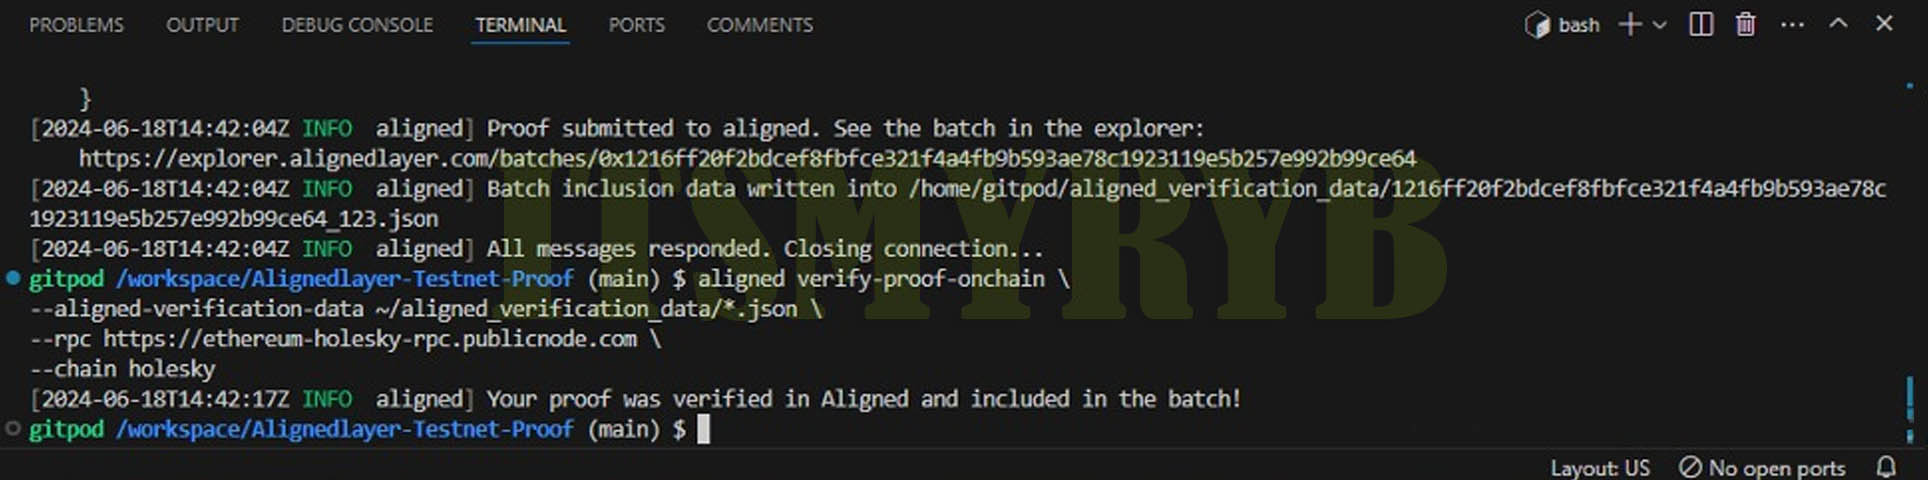 PROBLEMS OUTPUT DEBUG CONSOLE TERMINAL PORTS COMMENTS bash
}
[2024-06-18T14:42:04Z INFO  aligned] Proof submitted to aligned. See the batch in the explorer:
https://explorer.alignedlayer.com/batches/0x1216ff20f2bdcef8fbfce321f4a4fb9b593ae78c1923119e5b257e992b99ce64
[2024-06-18T14:42:04Z INFO  aligned] Batch inclusion data written into /home/gitpod/aligned_verification_data/1216ff20f2bdcef8fbfce321f4a4fb9b593ae78c
1923119e5b257e992b99ce64_123.json
[2024-06-18T14:42:04Z INFO  aligned] All messages responded. Closing connection...
gitpod /workspace/Alignedlayer-Testnet-Proof (main) $ aligned verify-proof-onchain \
--aligned-verification-data ~/aligned_verification_data/*.json \
--rpc https://ethereum-holesky-rpc.publicnode.com \
--chain holesky
[2024-06-18T14:42:17Z INFO  aligned] Your proof was verified in Aligned and included in the batch!
gitpod /workspace/Alignedlayer-Testnet-Proof (main) $
ITSMYRYB
Layout: US No open ports